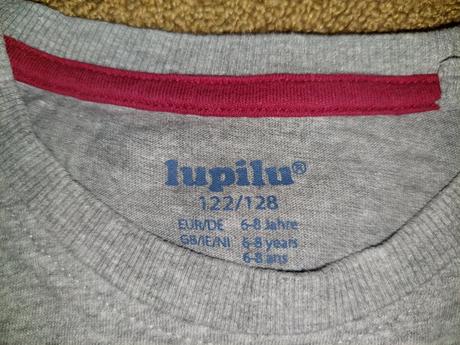 lupilu®
122/128
EUR/DE 6-8 Jahre
GB/IE/NI 6-8 years
6-8 ans